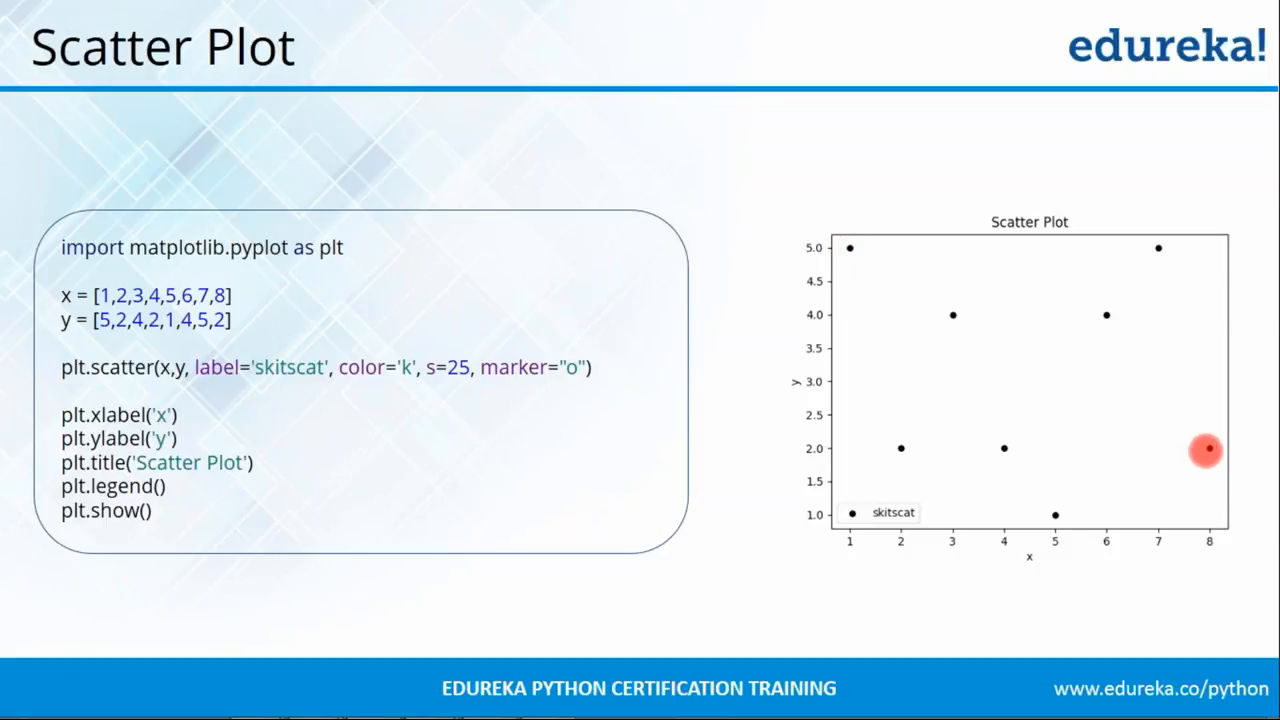 Scatter Plot
edureka!
import matplotlib.pyplot as plt
x = [1,2,3,4,5,6,7,8]
y = [5,2,4,2,1,4,5,2]
plt.scatter(x,y, label='skitscat', color='k', s=25, marker="o")
plt.xlabel('x')
plt.ylabel('y')
plt.title('Scatter Plot')
plt.legend()
plt.show()
Scatter Plot
5.0
4.5
4.0
3.5
3.0
2.5
2.0
1.5
1.0
y
skitscat
1 2 3 4 5 6 7 8
x
EDUREKA PYTHON CERTIFICATION TRAINING
www.edureka.co/python